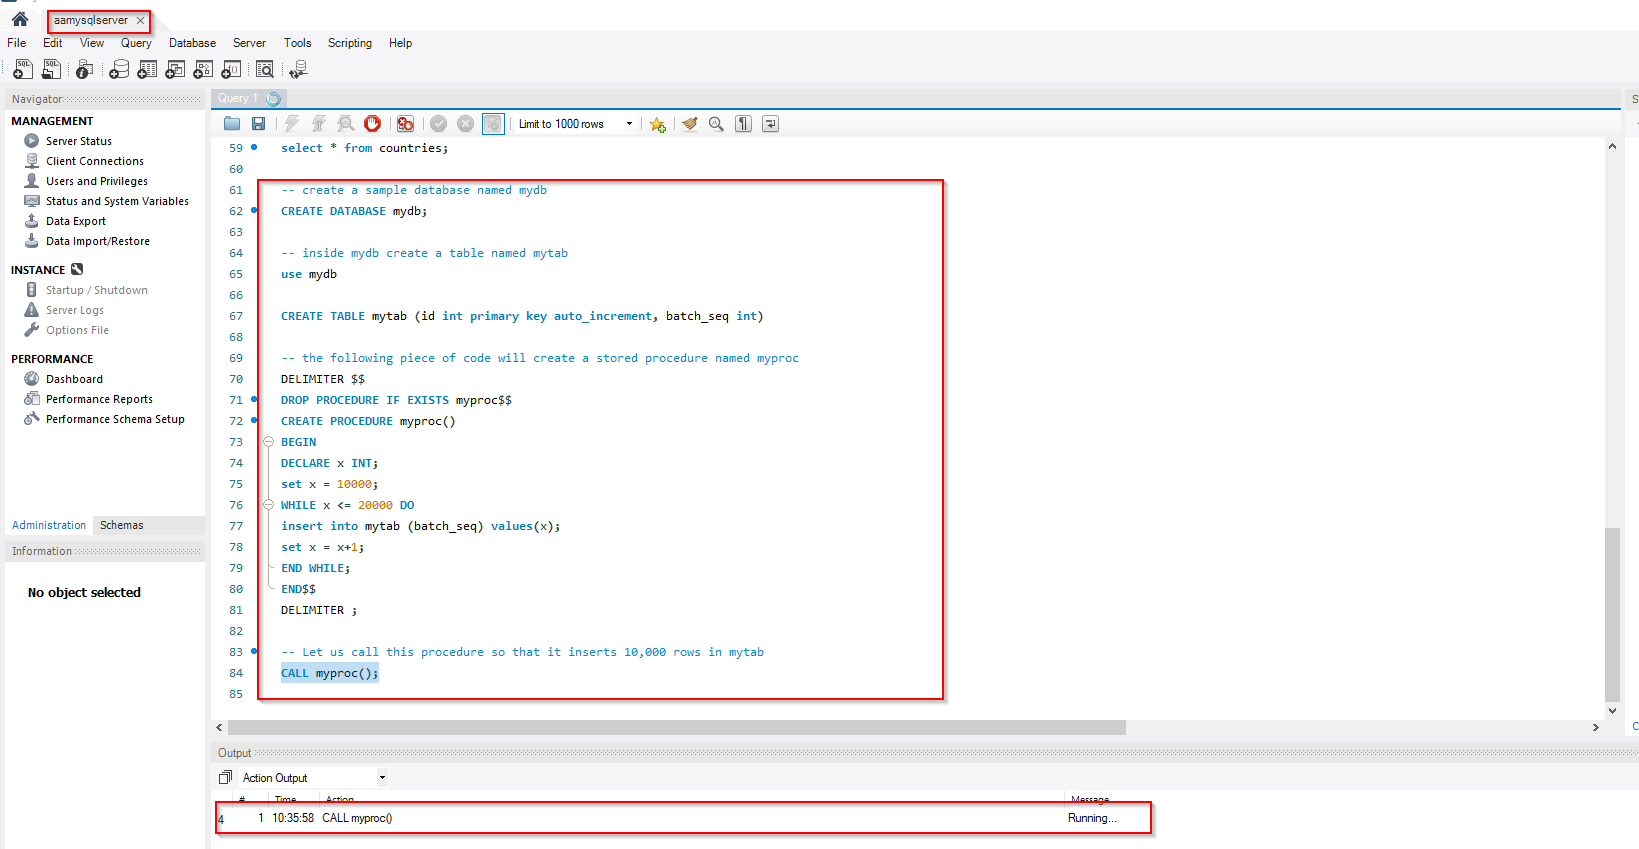 aamysqlserver
File Edit View Query Database Server Tools Scripting Help
Navigator
MANAGEMENT
Server Status
Client Connections
Users and Privileges
Status and System Variables
Data Export
Data Import/Restore
INSTANCE
Startup / Shutdown
Server Logs
Options File
PERFORMANCE
Dashboard
Performance Reports
Performance Schema Setup
Administration Schemas
Information
No object selected
Query 1
Limit to 1000 rows
59 select * from countries;
60
61 -- create a sample database named mydb
62 CREATE DATABASE mydb;
63
64 -- inside mydb create a table named mytab
65 use mydb
66
67 CREATE TABLE mytab (id int primary key auto_increment, batch_seq int)
68
69 -- the following piece of code will create a stored procedure named myproc
70 DELIMITER $$
71 DROP PROCEDURE IF EXISTS myproc$$
72 CREATE PROCEDURE myproc()
73 BEGIN
74 DECLARE x INT;
75 set x = 10000;
76 WHILE x <= 20000 DO
77 insert into mytab (batch_seq) values(x);
78 set x = x+1;
79 END WHILE;
80 END$$
81 DELIMITER ;
82
83 -- Let us call this procedure so that it inserts 10,000 rows in mytab
84 CALL myproc();
85
Output
Action Output
# Time Action Message
4 1 10:35:58 CALL myproc() Running...